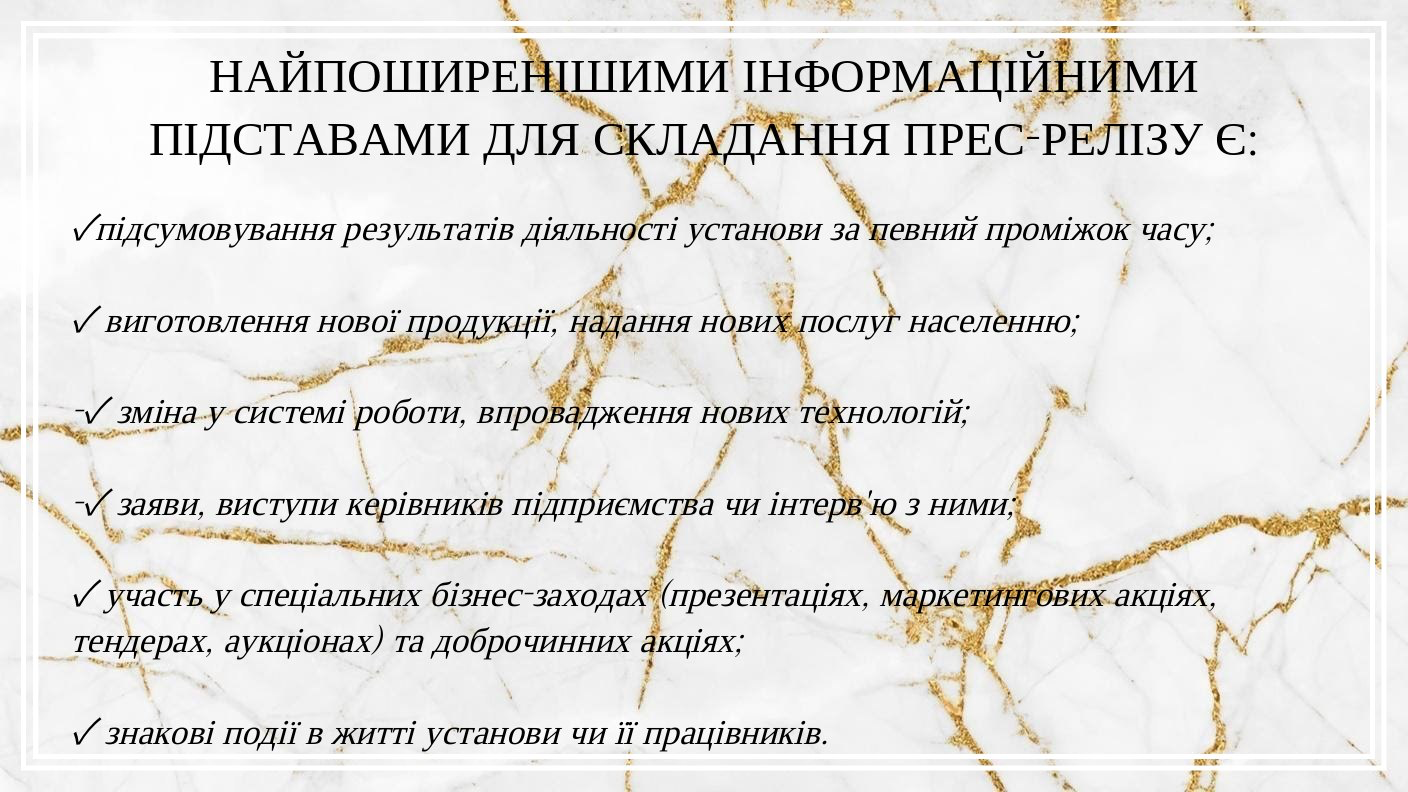 НАЙПОШИРЕНІШИМИ ІНФОРМАЦІЙНИМИ
ПІДСТАВАМИ ДЛЯ СКЛАДАННЯ ПРЕС-РЕЛІЗУ Є:
✓підсумовування результатів діяльності установи за певний проміжок часу;
✓ виготовлення нової продукції, надання нових послуг населенню;
-✓ зміна у системі роботи, впровадження нових технологій;
-✓ заяви, виступи керівників підприємства чи інтерв'ю з ними;
✓ участь у спеціальних бізнес-заходах (презентаціях, маркетингових акціях,
тендерах, аукціонах) та доброчинних акціях;
✓ знакові події в житті установи чи її працівників.